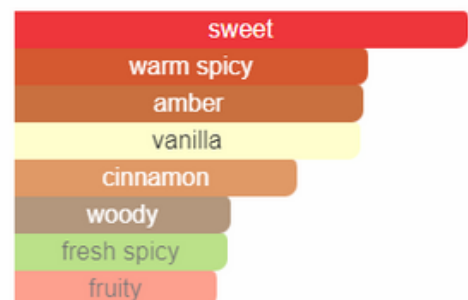 sweet
warm spicy
amber
vanilla
cinnamon
woody
fresh spicy
fruity